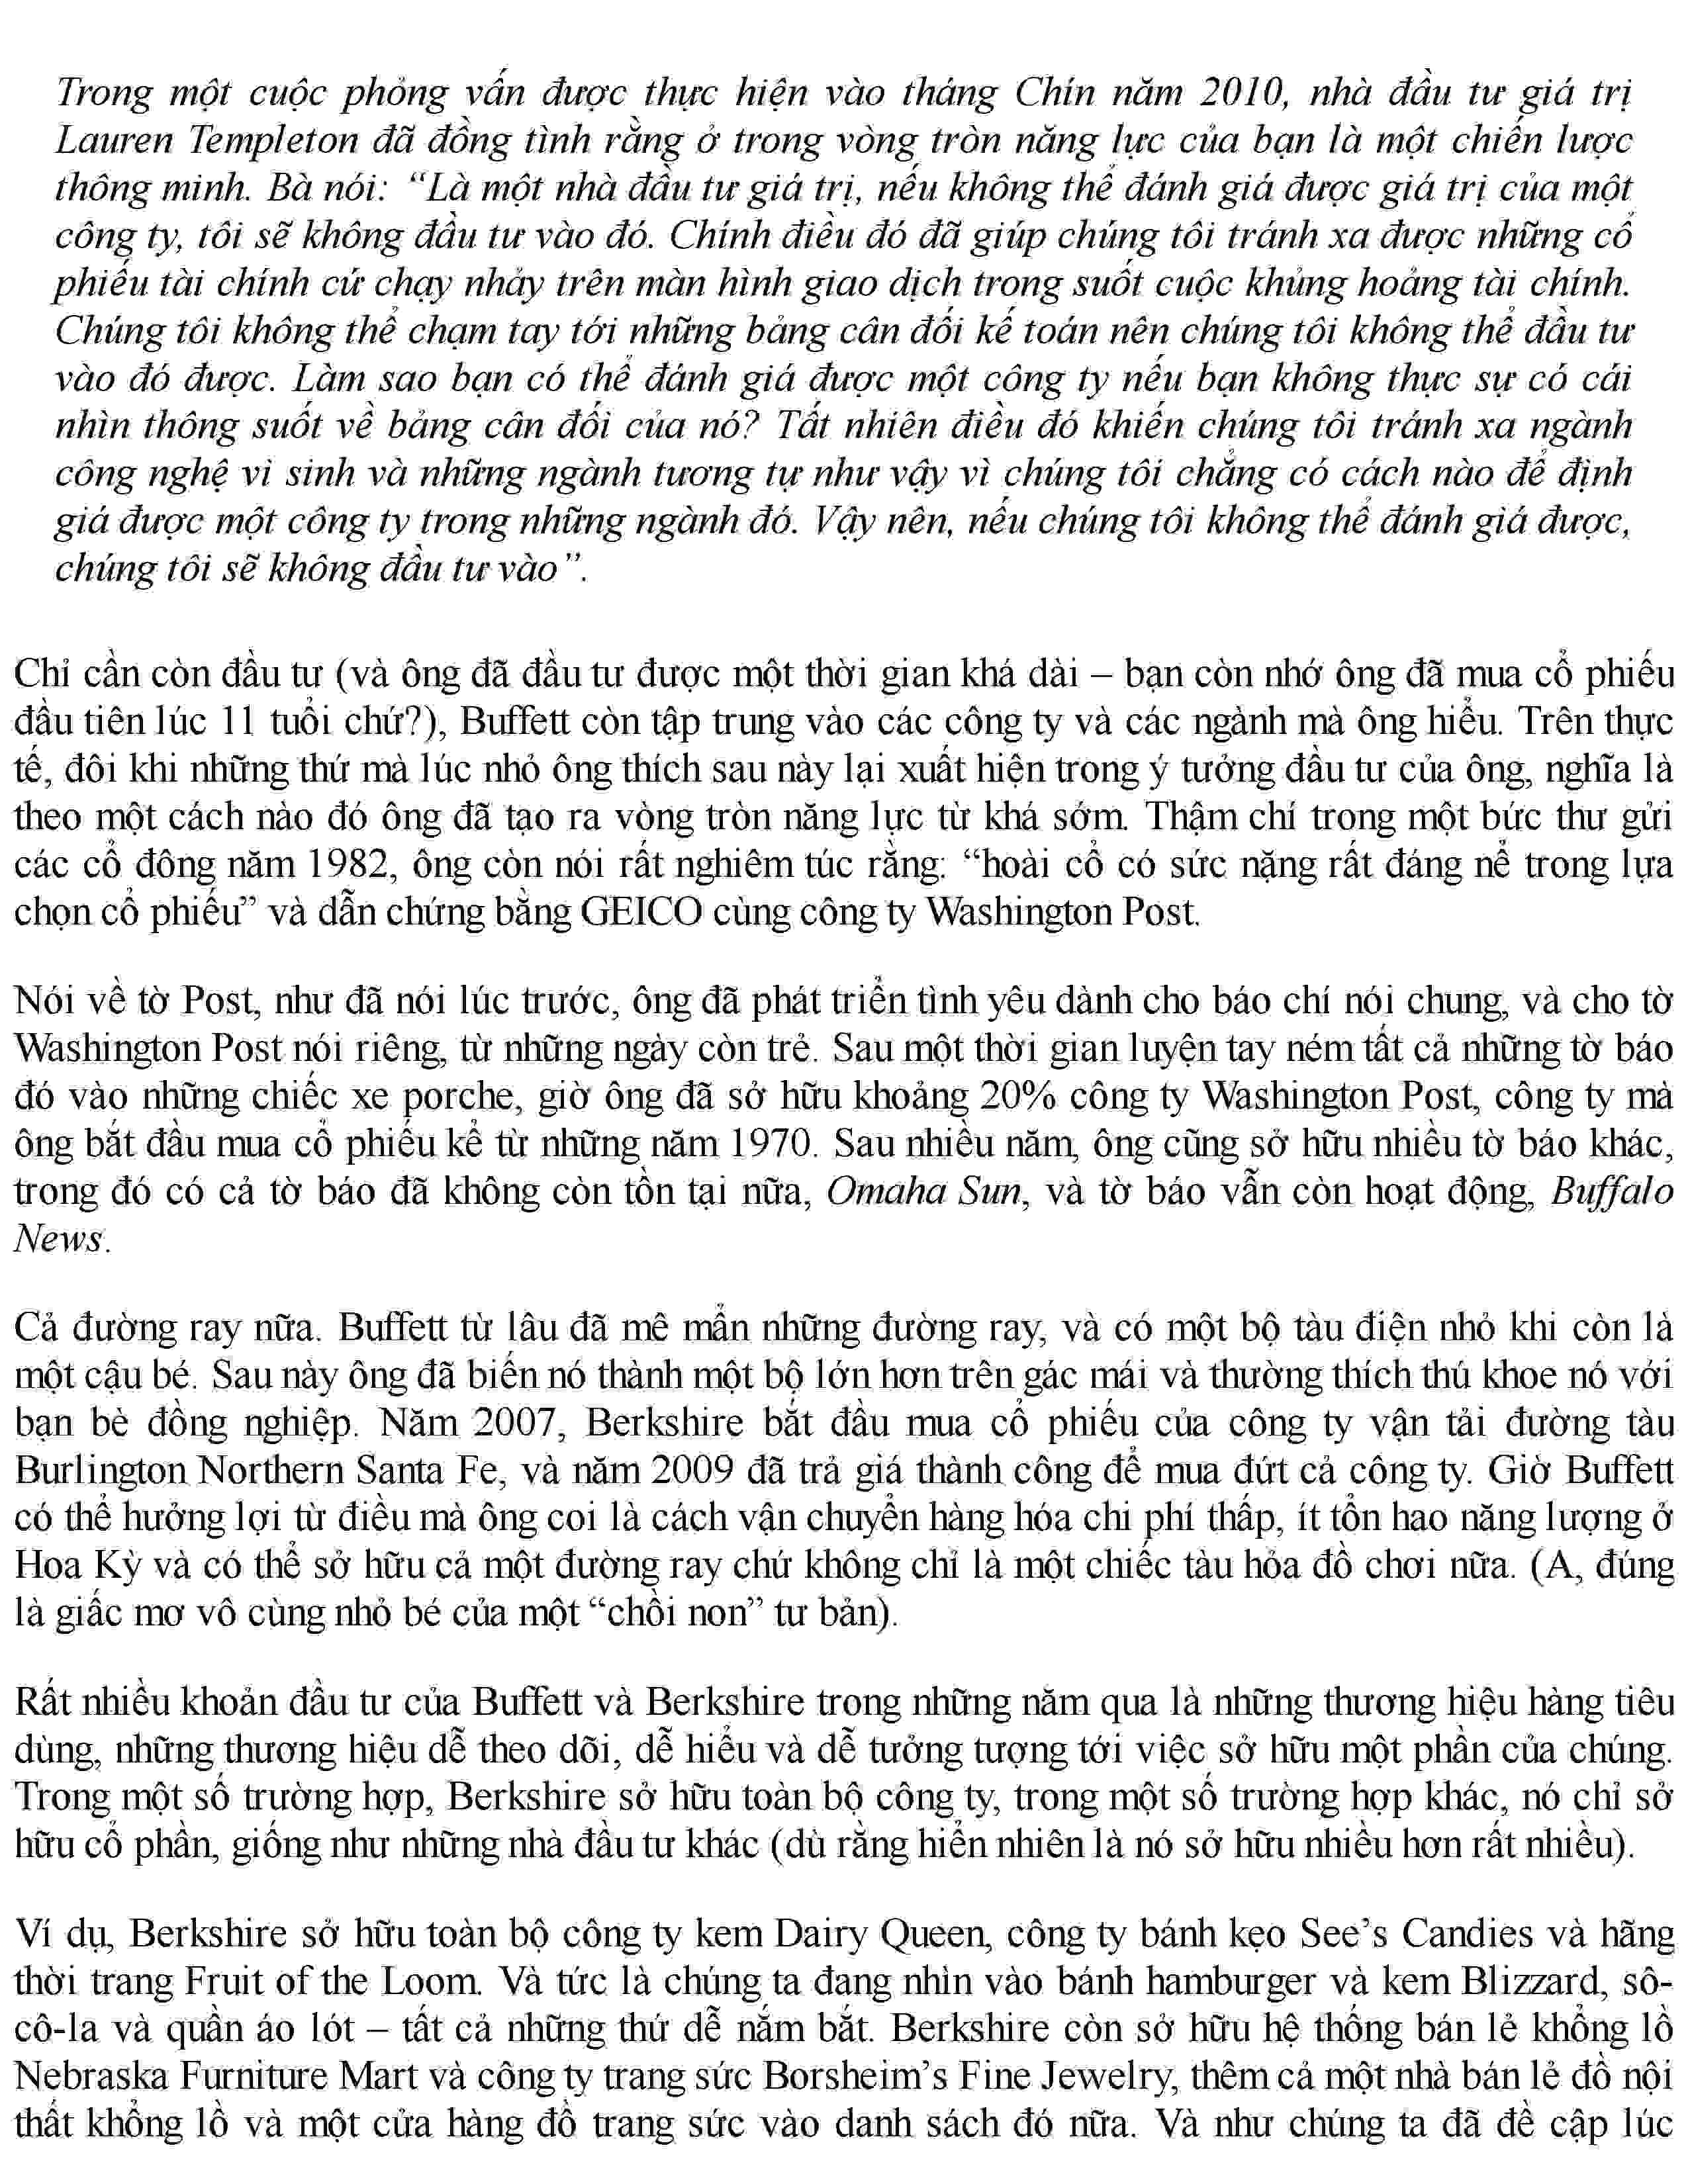 Trong một cuộc phỏng vấn được thực hiện vào tháng Chín năm 2010, nhà đầu tư giá trị
Lauren Templeton đã đồng tình rằng ở trong vòng tròn năng lực của bạn là một chiến lược
thông minh. Bà nói: “Là một nhà đầu tư giá trị, nếu không thể đánh giá được giá trị của một
công ty, tôi sẽ không đầu tư vào đó. Chính điều đó đã giúp chúng tôi tránh xa được những cổ
phiếu tài chính cứ chạy nhảy trên màn hình giao dịch trong suốt cuộc khủng hoảng tài chính.
Chúng tôi không thể chạm tay tới những bảng cân đối kế toán nên chúng tôi không thể đầu tư
vào đó được. Làm sao bạn có thể đánh giá được một công ty nếu bạn không thực sự có cái
nhìn thông suốt về bảng cân đối của nó? Tất nhiên điều đó khiến chúng tôi tránh xa ngành
công nghệ vi sinh và những ngành tương tự như vậy vì chúng tôi chẳng có cách nào để định
giá được một công ty trong những ngành đó. Vậy nên, nếu chúng tôi không thể đánh giá được,
chúng tôi sẽ không đầu tư vào”.
Chỉ cần còn đầu tư (và ông đã đầu tư được một thời gian khá dài – bạn còn nhớ ông đã mua cổ phiếu
đầu tiên lúc 11 tuổi chứ?), Buffett còn tập trung vào các công ty và các ngành mà ông hiểu. Trên thực
tế, đôi khi những thứ mà lúc nhỏ ông thích sau này lại xuất hiện trong ý tưởng đầu tư của ông, nghĩa là
theo một cách nào đó ông đã tạo ra vòng tròn năng lực từ khá sớm. Thậm chí trong một bức thư gửi
các cổ đông năm 1982, ông còn nói rất nghiêm túc rằng: “hoài cổ có sức nặng rất đáng nể trong lựa
chọn cổ phiếu” và dẫn chứng bằng GEICO cùng công ty Washington Post.
Nói về tờ Post, như đã nói lúc trước, ông đã phát triển tình yêu dành cho báo chí nói chung, và cho tờ
Washington Post nói riêng, từ những ngày còn trẻ. Sau một thời gian luyện tay ném tất cả những tờ báo
đó vào những chiếc xe porche, giờ ông đã sở hữu khoảng 20% công ty Washington Post, công ty mà
ông bắt đầu mua cổ phiếu kể từ những năm 1970. Sau nhiều năm, ông cũng sở hữu nhiều tờ báo khác,
trong đó có cả tờ báo đã không còn tồn tại nữa, Omaha Sun, và tờ báo vẫn còn hoạt động, Buffalo
News.
Cả đường ray nữa. Buffett từ lâu đã mê mẩn những đường ray, và có một bộ tàu điện nhỏ khi còn là
một cậu bé. Sau này ông đã biến nó thành một bộ lớn hơn trên gác mái và thường thích thú khoe nó với
bạn bè đồng nghiệp. Năm 2007, Berkshire bắt đầu mua cổ phiếu của công ty vận tải đường tàu
Burlington Northern Santa Fe, và năm 2009 đã trả giá thành công để mua đứt cả công ty. Giờ Buffett
có thể hưởng lợi từ điều mà ông coi là cách vận chuyển hàng hóa chi phí thấp, ít tổn hao năng lượng ở
Hoa Kỳ và có thể sở hữu cả một đường ray chứ không chỉ là một chiếc tàu hỏa đồ chơi nữa. (A, đúng
là giấc mơ vô cùng nhỏ bé của một “chồi non” tư bản).
Rất nhiều khoản đầu tư của Buffett và Berkshire trong những năm qua là những thương hiệu hàng tiêu
dùng, những thương hiệu dễ theo dõi, dễ hiểu và dễ tưởng tượng tới việc sở hữu một phần của chúng.
Trong một số trường hợp, Berkshire sở hữu toàn bộ công ty, trong một số trường hợp khác, nó chỉ sở
hữu cổ phần, giống như những nhà đầu tư khác (dù rằng hiển nhiên là nó sở hữu nhiều hơn rất nhiều).
Ví dụ, Berkshire sở hữu toàn bộ công ty kem Dairy Queen, công ty bánh kẹo See’s Candies và hãng
thời trang Fruit of the Loom. Và tức là chúng ta đang nhìn vào bánh hamburger và kem Blizzard, sô-
cô-la và quần áo lót – tất cả những thứ dễ nắm bắt. Berkshire còn sở hữu hệ thống bán lẻ khổng lồ
Nebraska Furniture Mart và công ty trang sức Borsheim’s Fine Jewelry, thêm cả một nhà bán lẻ đồ nội
thất khổng lồ và một cửa hàng đồ trang sức vào danh sách đó nữa. Và như chúng ta đã đề cập lúc